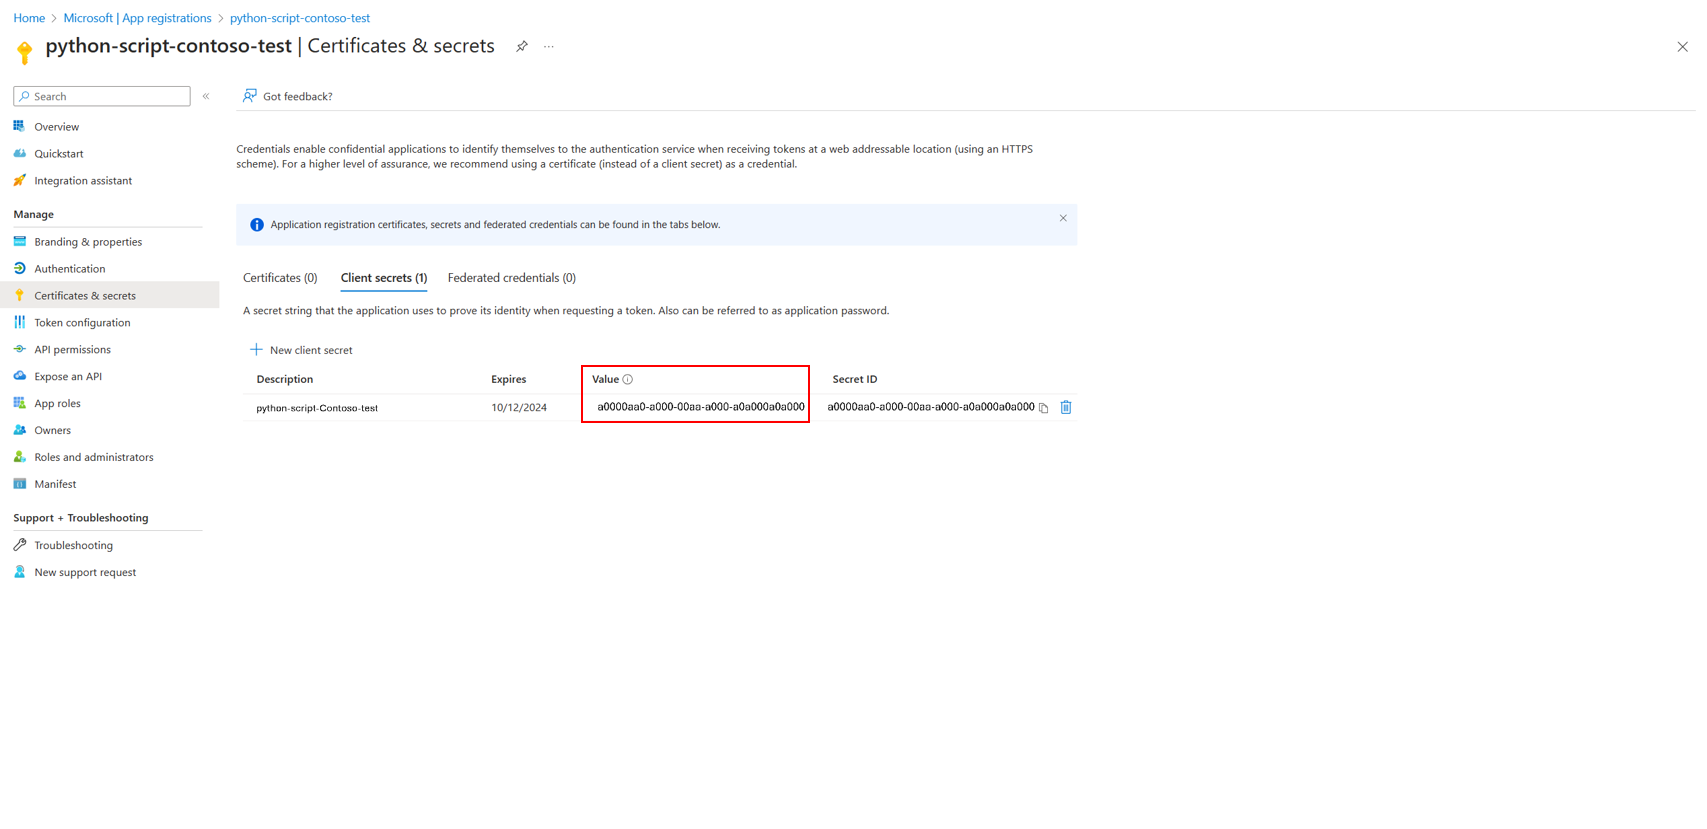 Home > Microsoft | App registrations > python-script-contoso-test
python-script-contoso-test | Certificates & secrets
Search
Got feedback?
Overview
Quickstart
Integration assistant
Manage
Branding & properties
Authentication
Certificates & secrets
Token configuration
API permissions
Expose an API
App roles
Owners
Roles and administrators
Manifest
Support + Troubleshooting
Troubleshooting
New support request
Credentials enable confidential applications to identify themselves to the authentication service when receiving tokens at a web addressable location (using an HTTPS
scheme). For a higher level of assurance, we recommend using a certificate (instead of a client secret) as a credential.
Application registration certificates, secrets and federated credentials can be found in the tabs below.
Certificates (0) Client secrets (1) Federated credentials (0)
A secret string that the application uses to prove its identity when requesting a token. Also can be referred to as application password.
New client secret
Description Expires Value Secret ID
python-script-Contoso-test 10/12/2024 a0000aa0-a000-00aa-a000-a0a000a0a000 a0000aa0-a000-00aa-a000-a0a000a0a000